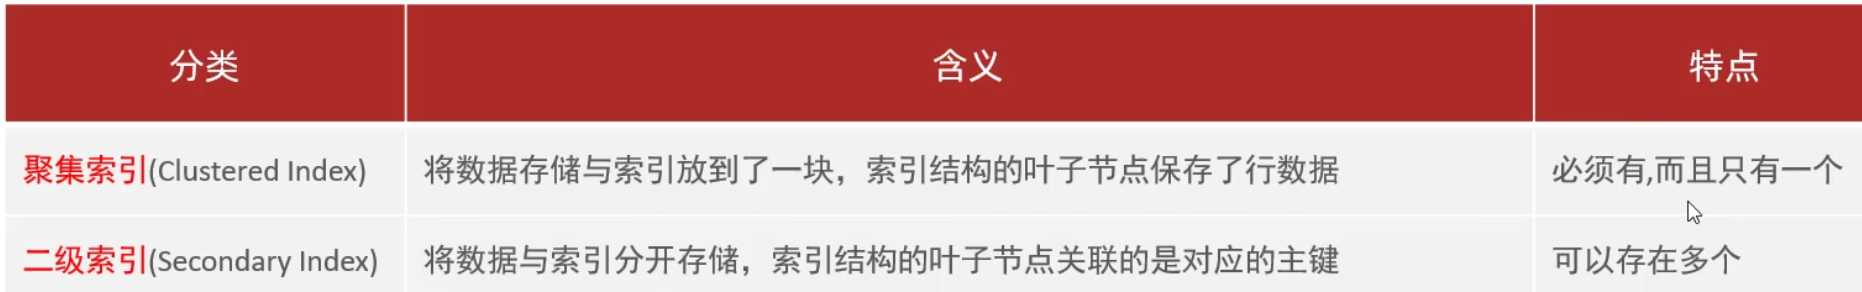 分类 含义 特点
聚集索引(Clustered Index) 将数据存储与索引放到了一块，索引结构的叶子节点保存了行数据 必须有,而且只有一个
二级索引(Secondary Index) 将数据与索引分开存储，索引结构的叶子节点关联的是对应的主键 可以存在多个